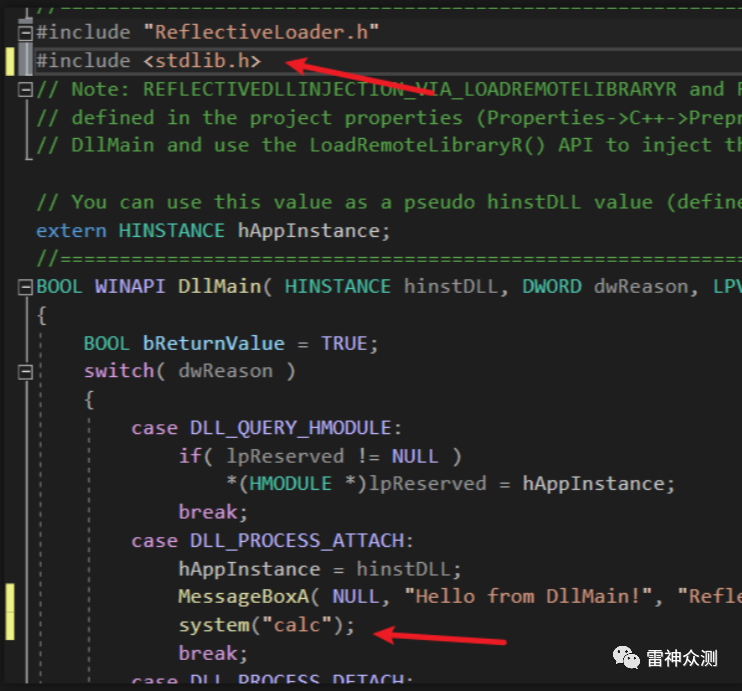 //============================================================
#include "ReflectiveLoader.h"
#include <stdlib.h>
// Note: REFLECTIVEDLLINJECTION_VIA_LOADREMOTELIBRARYR and
// defined in the project properties (Properties->C++->Prepr
// DllMain and use the LoadRemoteLibraryR() API to inject th
// You can use this value as a pseudo hinstDLL value (define
extern HINSTANCE hAppInstance;
//============================================================
BOOL WINAPI DllMain( HINSTANCE hinstDLL, DWORD dwReason, LPV
{
BOOL bReturnValue = TRUE;
switch( dwReason )
{
case DLL_QUERY_HMODULE:
if( lpReserved != NULL )
*(HMODULE *)lpReserved = hAppInstance;
break;
case DLL_PROCESS_ATTACH:
hAppInstance = hinstDLL;
MessageBoxA( NULL, "Hello from DllMain!", "Refle
system("calc");
break;
case DLL_PROCESS_DETACH:
雷神众测